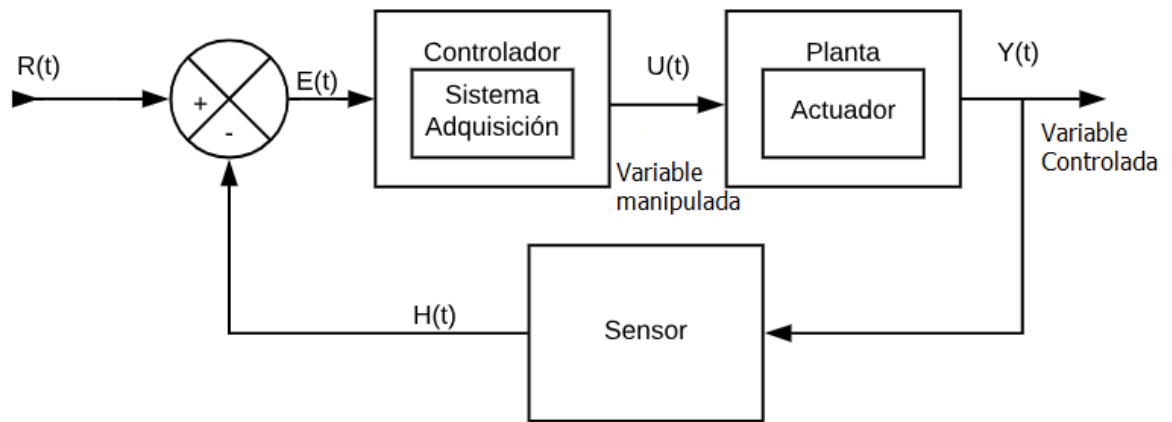 R(t)
+
-
E(t)
Controlador
Sistema
Adquisición
U(t)
Variable
manipulada
Planta
Actuador
Y(t)
Variable
Controlada
H(t)
Sensor